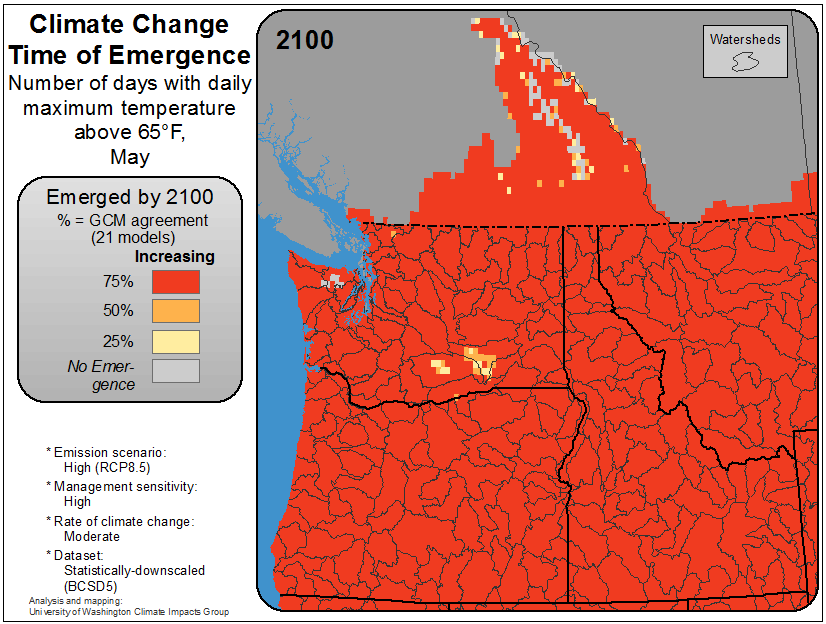 Climate Change
Time of Emergence
Number of days with daily
maximum temperature
above 65°F,
May
Emerged by 2100
% = GCM agreement
(21 models)
Increasing
75%
50%
25%
No Emer-
gence
* Emission scenario:
High (RCP8.5)
* Management sensitivity:
High
* Rate of climate change:
Moderate
* Dataset:
Statistically-downscaled
(BCSD5)
Analysis and mapping:
University of Washington Climate Impacts Group
2100
Watersheds